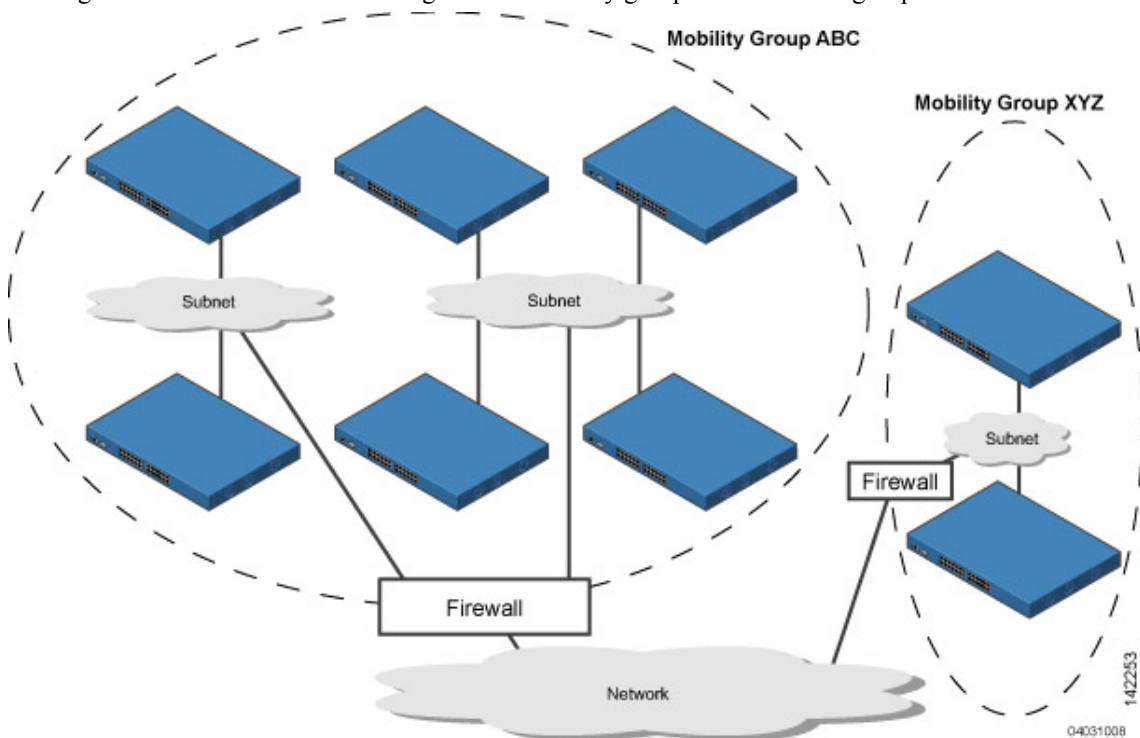 Mobility Group ABC
Mobility Group XYZ
Subnet
Subnet
Subnet
Firewall
Firewall
Network
142253
04031008